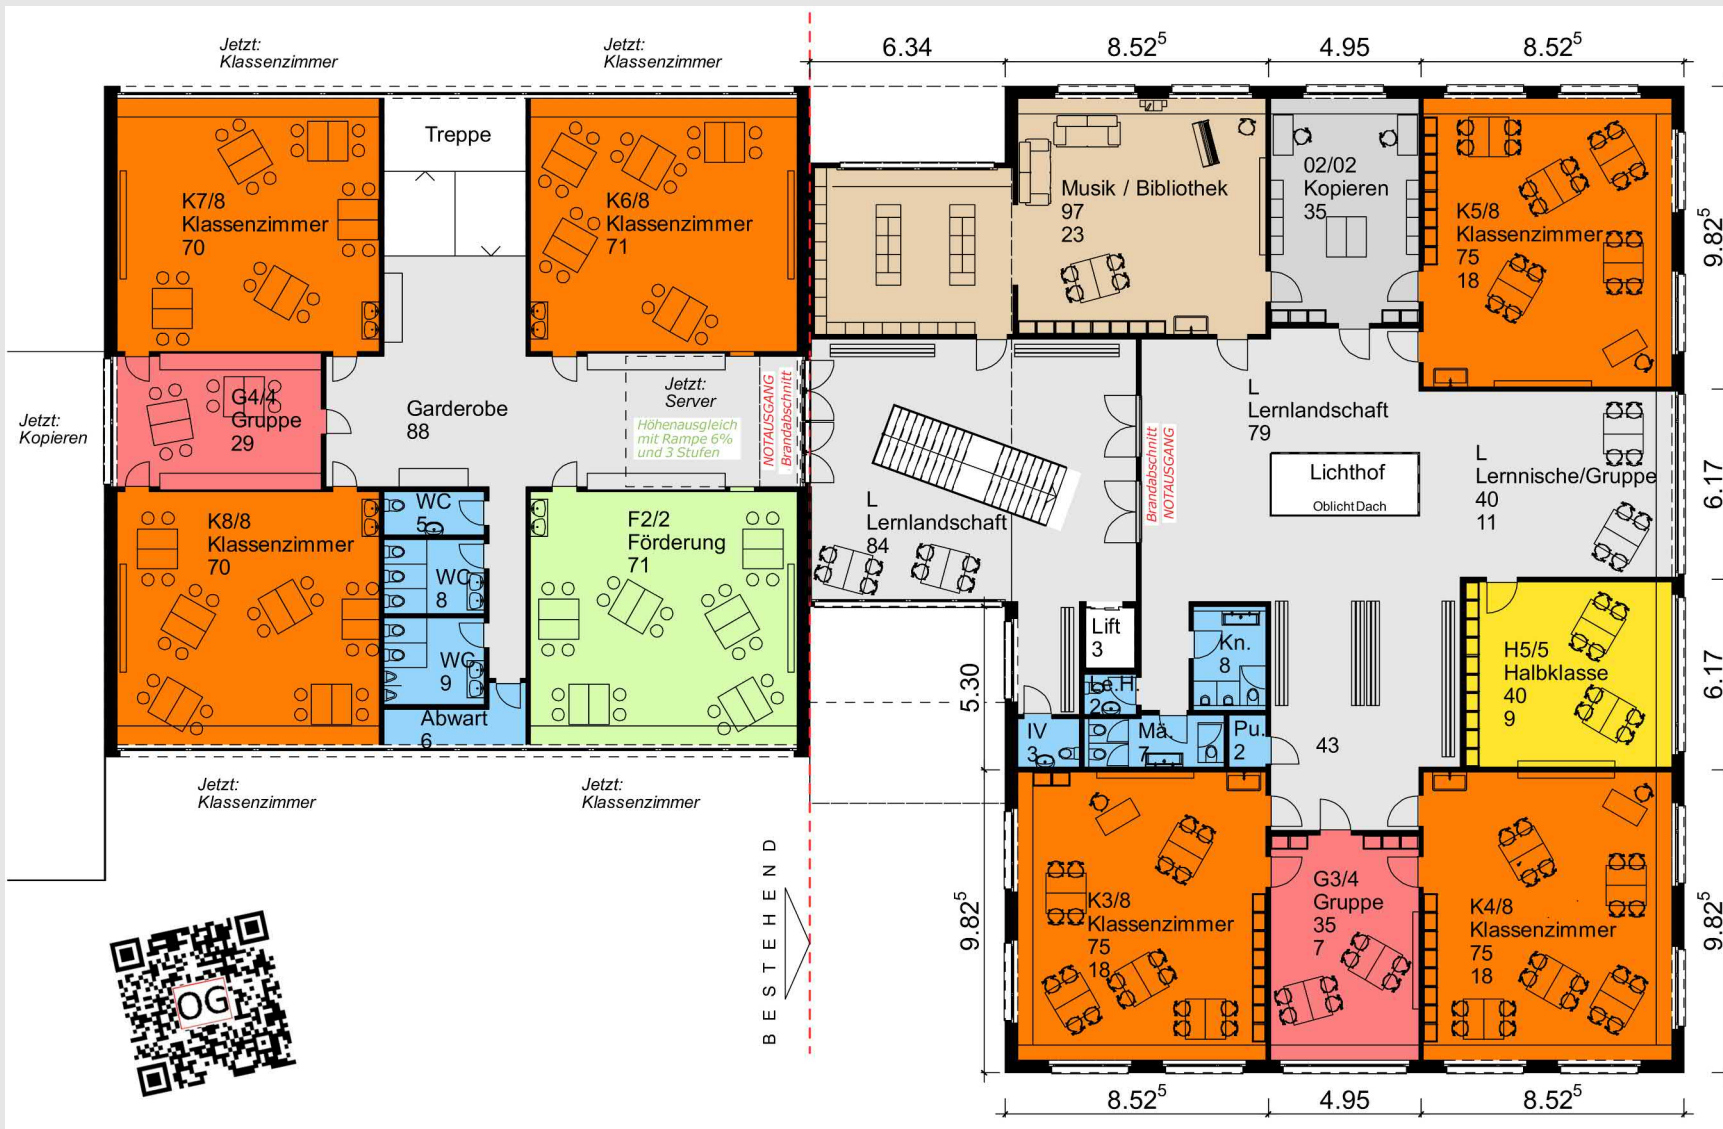 Jetzt:
Klassenzimmer
Jetzt:
Klassenzimmer
6.34
8.52⁵
4.95
8.52⁵
Treppe
K7/8
Klassenzimmer
70
K6/8
Klassenzimmer
71
Musik / Bibliothek
97
23
02/02
Kopieren
35
K5/8
Klassenzimmer
75
18
9.82⁵
Jetzt:
Kopieren
G4/4
Gruppe
29
Garderobe
88
Jetzt:
Server
Höhenausgleich
mit Rampe 6%
und 3 Stufen
NOTAUSGANG
Brandabschnitt
L
Lernlandschaft
84
Brandabschnitt
NOTAUSGANG
L
Lernlandschaft
79
Lichthof
Oblicht Dach
L
Lernnische/Gruppe
40
11
6.17
K8/8
Klassenzimmer
70
WC
5
WC
8
WC
9
Abwart
6
F2/2
Förderung
71
5.30
Lift
3
Le.H.
2
Kn.
8
IV
3
Mä.
7
Pu.
2
43
H5/5
Halbklasse
40
9
6.17
Jetzt:
Klassenzimmer
Jetzt:
Klassenzimmer
BESTEHEND
9.82⁵
K3/8
Klassenzimmer
75
18
G3/4
Gruppe
35
7
K4/8
Klassenzimmer
75
18
9.82⁵
OG
8.52⁵
4.95
8.52⁵